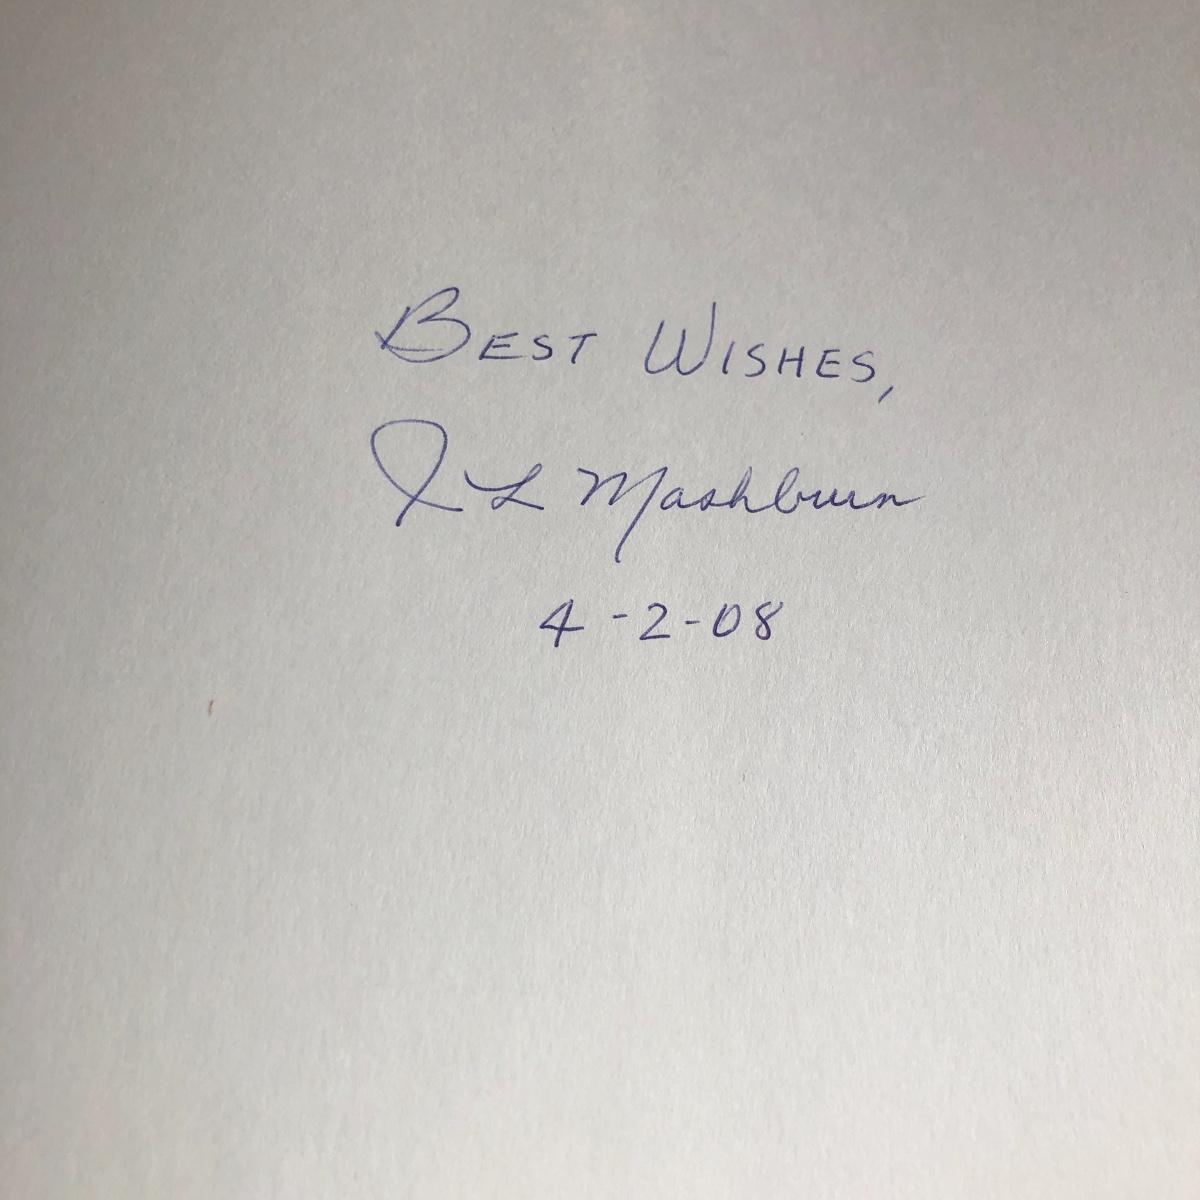 BEST WISHES,
J L Mashburn
4-2-08